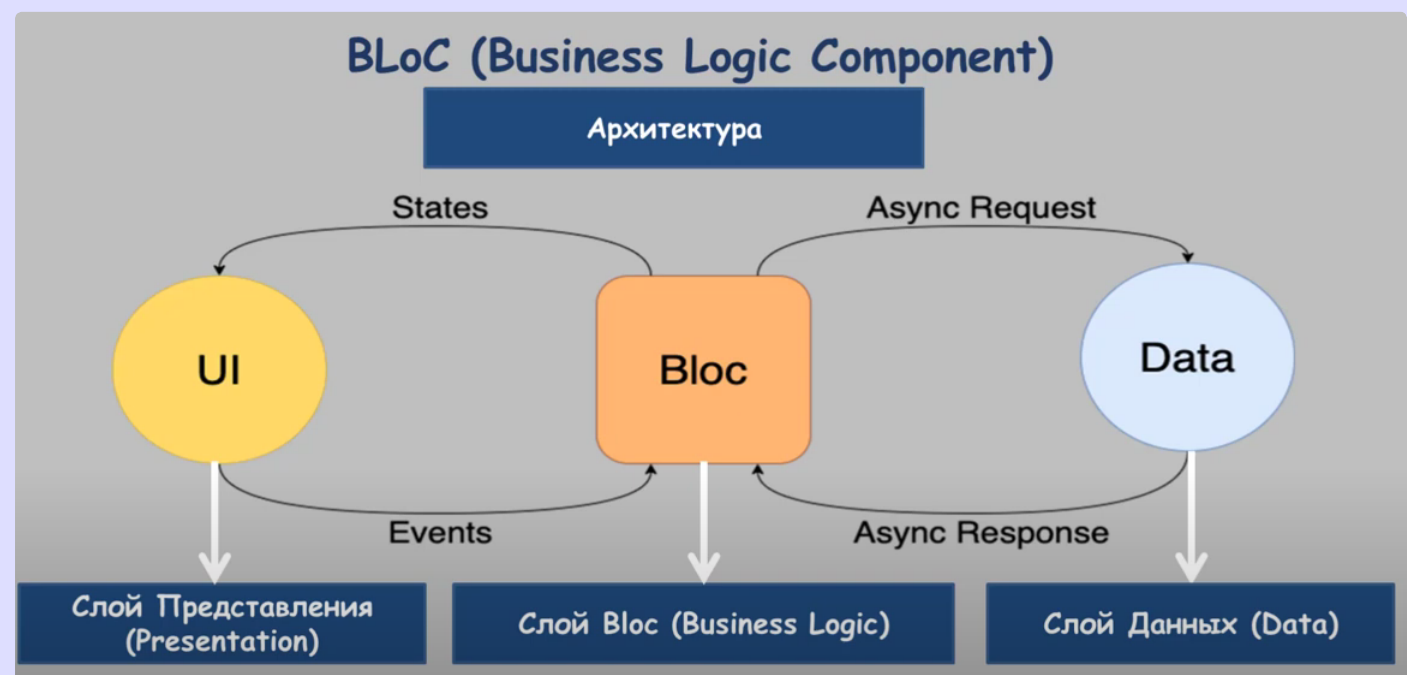 BLoC (Business Logic Component)
Архитектура
States
Async Request
UI
Bloc
Data
Events
Async Response
Слой Представления
(Presentation)
Слой Bloc (Business Logic)
Слой Данных (Data)